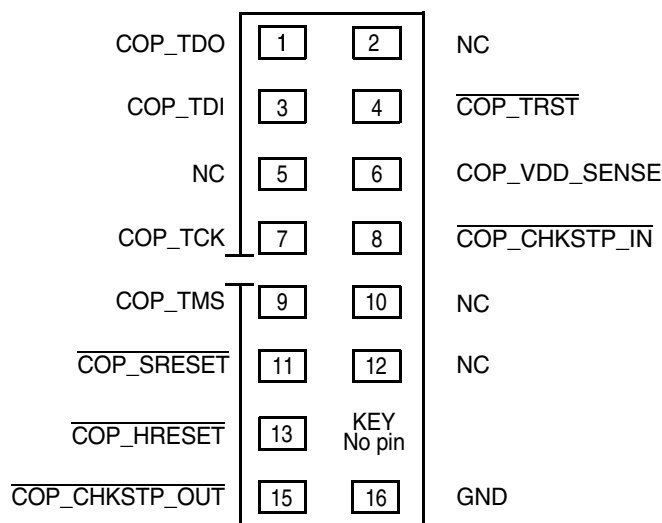 COP_TDO 1 2 NC
COP_TDI 3 4 COP_TRST
NC 5 6 COP_VDD_SENSE
COP_TCK 7 8 COP_CHKSTP_IN
COP_TMS 9 10 NC
COP_SRESET 11 12 NC
COP_HRESET 13 KEY
No pin
COP_CHKSTP_OUT 15 16 GND